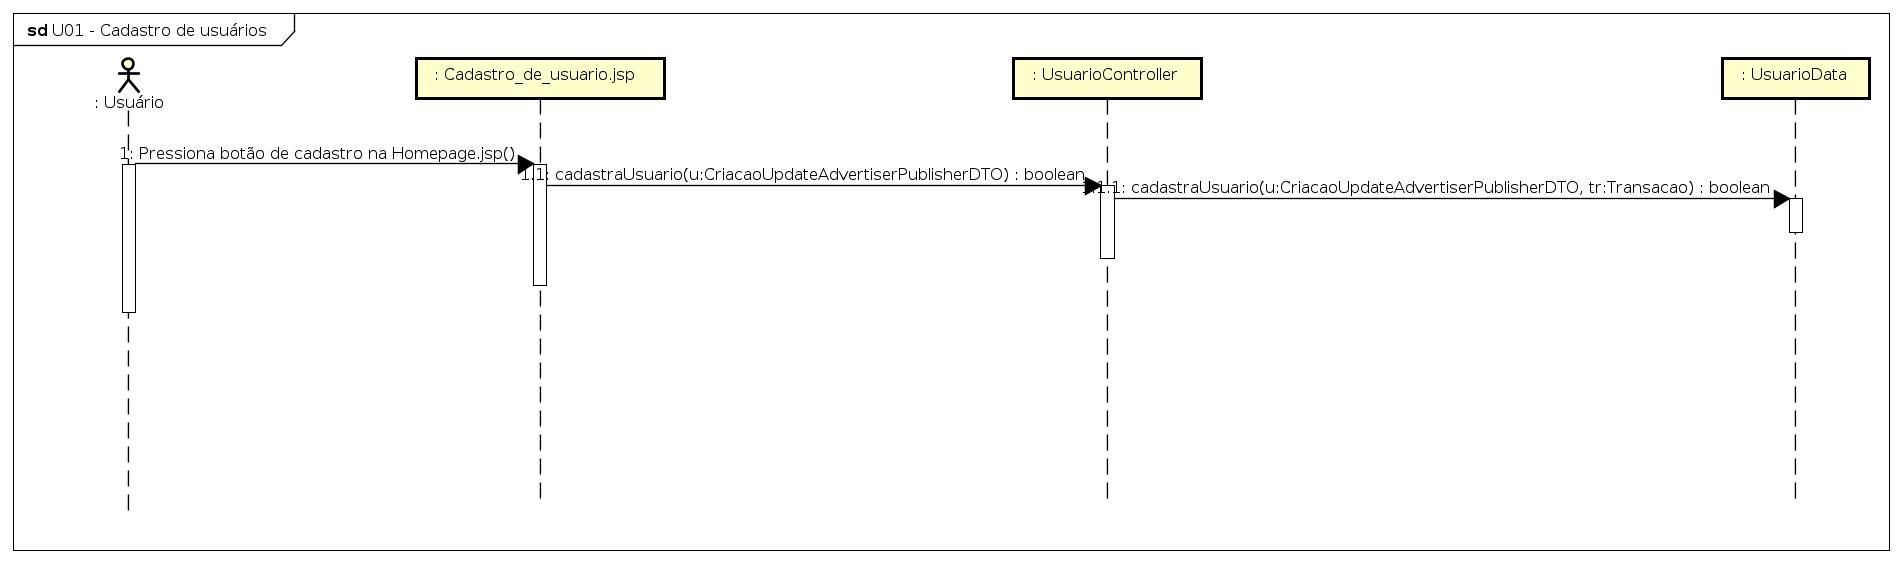 sd U01 - Cadastro de usuários
: Usuário
: Cadastro_de_usuario.jsp
: UsuarioController
: UsuarioData
1: Pressiona botão de cadastro na Homepage.jsp()
1.1: cadastraUsuario(u:CriacaoUpdateAdvertiserPublisherDTO) : boolean
1.1.1: cadastraUsuario(u:CriacaoUpdateAdvertiserPublisherDTO, tr:Transacao) : boolean